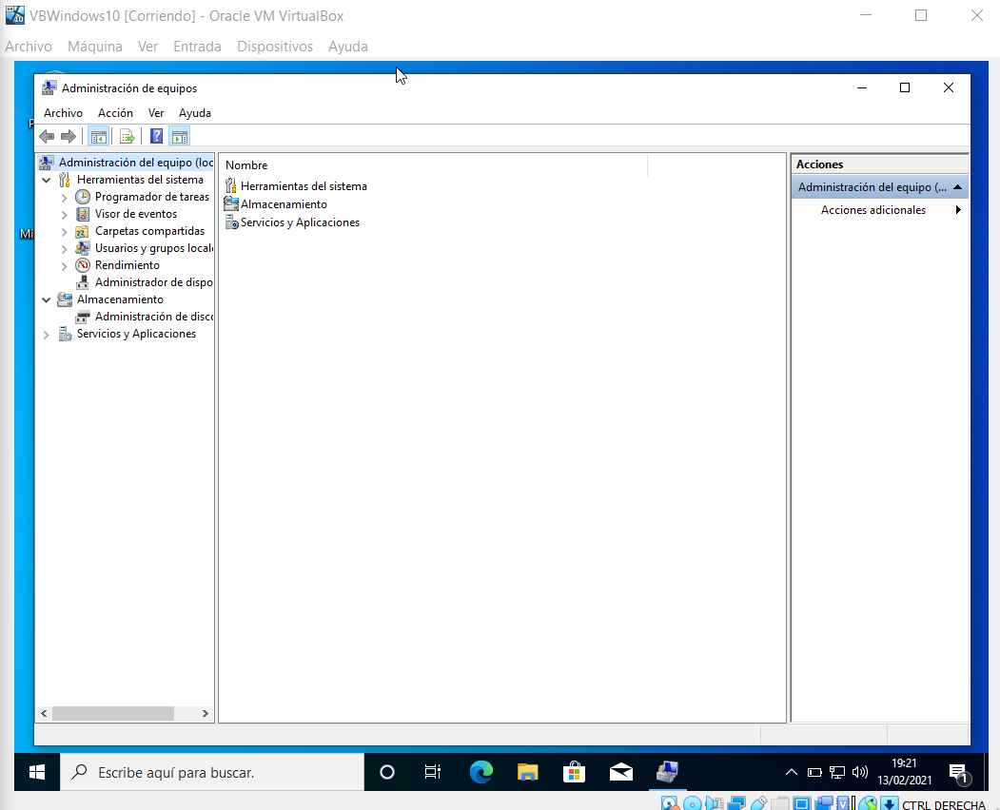 VBWindows10 [Corriendo] - Oracle VM VirtualBox
Archivo Máquina Ver Entrada Dispositivos Ayuda
Administración de equipos
Archivo Acción Ver Ayuda
Administración del equipo (loc
Herramientas del sistema
Programador de tareas
Visor de eventos
Carpetas compartidas
Usuarios y grupos local
Rendimiento
Administrador de dispo
Almacenamiento
Administración de disc
Servicios y Aplicaciones
Nombre
Herramientas del sistema
Almacenamiento
Servicios y Aplicaciones
Acciones
Administración del equipo (...
Acciones adicionales
P
Mi
Escribe aquí para buscar.
19:21
13/02/2021
1
CTRL DERECHA